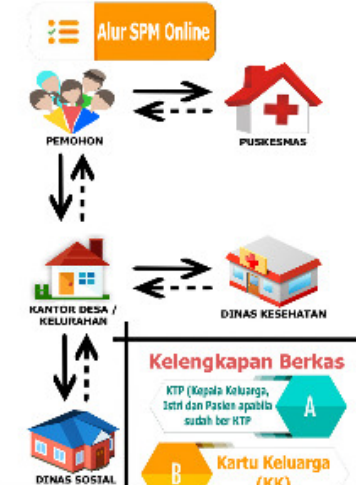 Alur SPM Online
PEMOHON
PUSKESMAS
KANTOR DESA /
KELURAHAN
DINAS KESEHATAN
DINAS SOSIAL
Kelengkapan Berkas
KTP (Kepala Keluarga,
Istri dan Pasien apabila
sudah ber KTP
A
B
Kartu Keluarga
(KK)